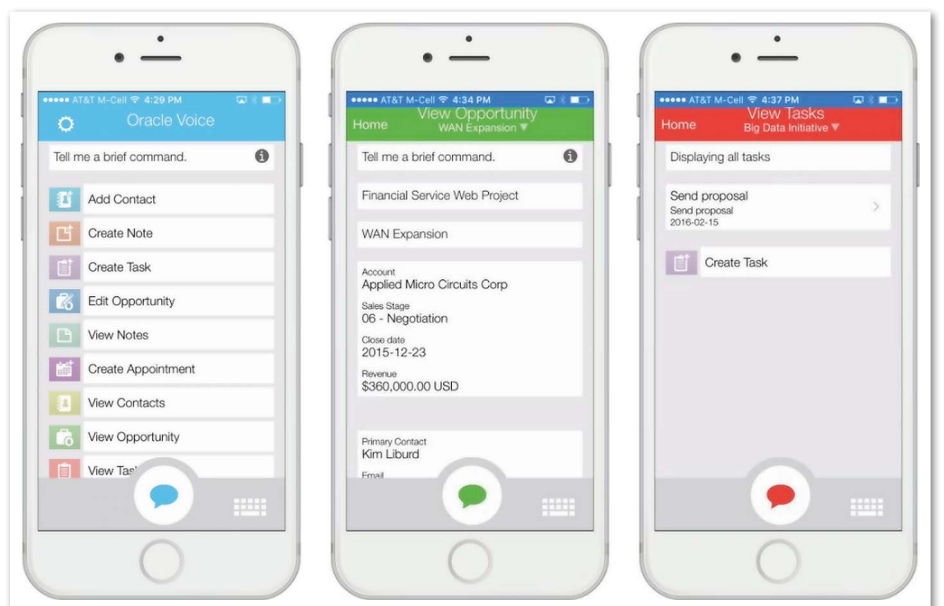 AT&T M-Cell 4:29 PM
Oracle Voice
Tell me a brief command.
Add Contact
Create Note
Create Task
Edit Opportunity
View Notes
Create Appointment
View Contacts
View Opportunity
View Tas
AT&T M-Cell 4:34 PM
Home
View Opportunity
WAN Expansion
Tell me a brief command.
Financial Service Web Project
WAN Expansion
Account
Applied Micro Circuits Corp
Sales Stage
06 - Negotiation
Close date
2015-12-23
Revenue
$360,000.00 USD
Primary Contact
Kim Liburd
Email
AT&T M-Cell 4:37 PM
Home
View Tasks
Big Data Initiative
Displaying all tasks
Send proposal
Send proposal
2016-02-15
Create Task